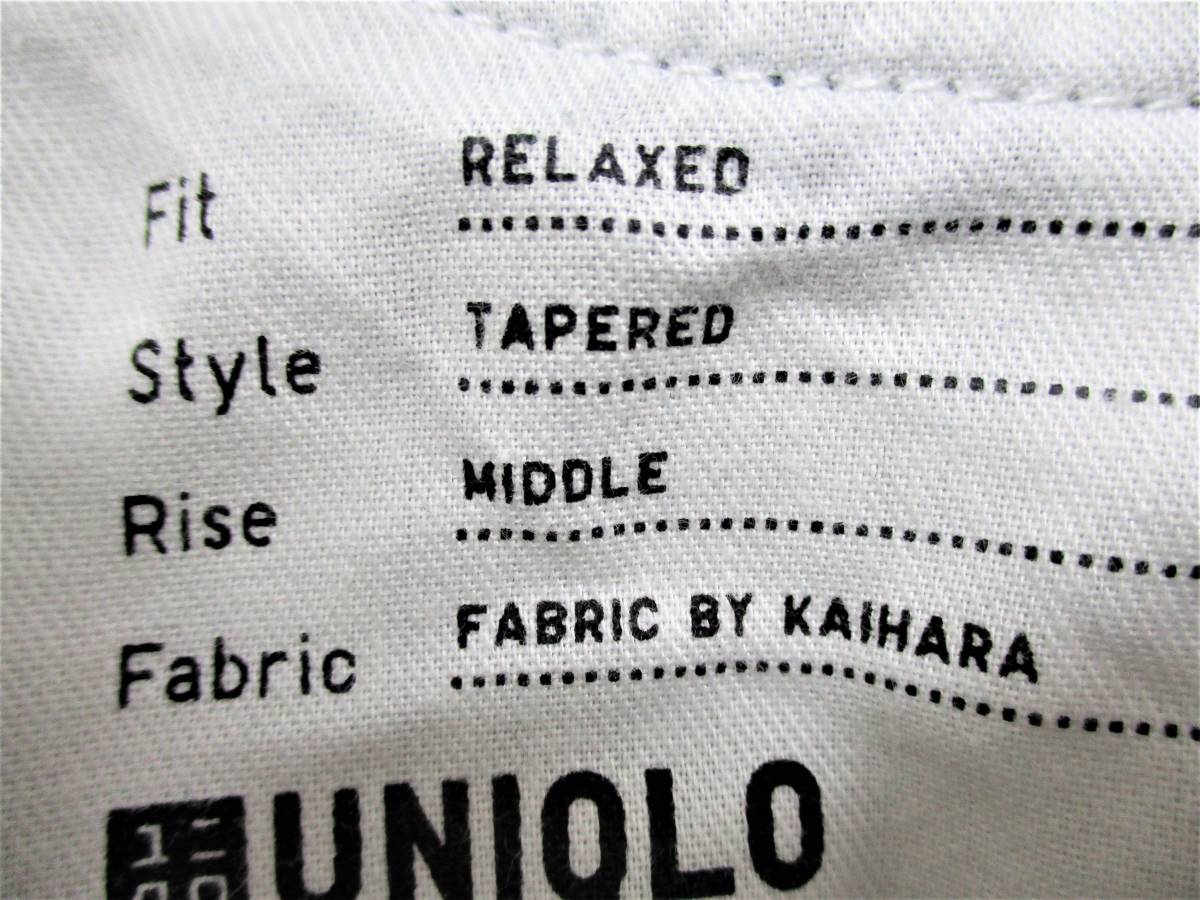 Fit RELAXED
Style TAPERED
Rise MIDDLE
Fabric FABRIC BY KAIHARA
UNIQLO